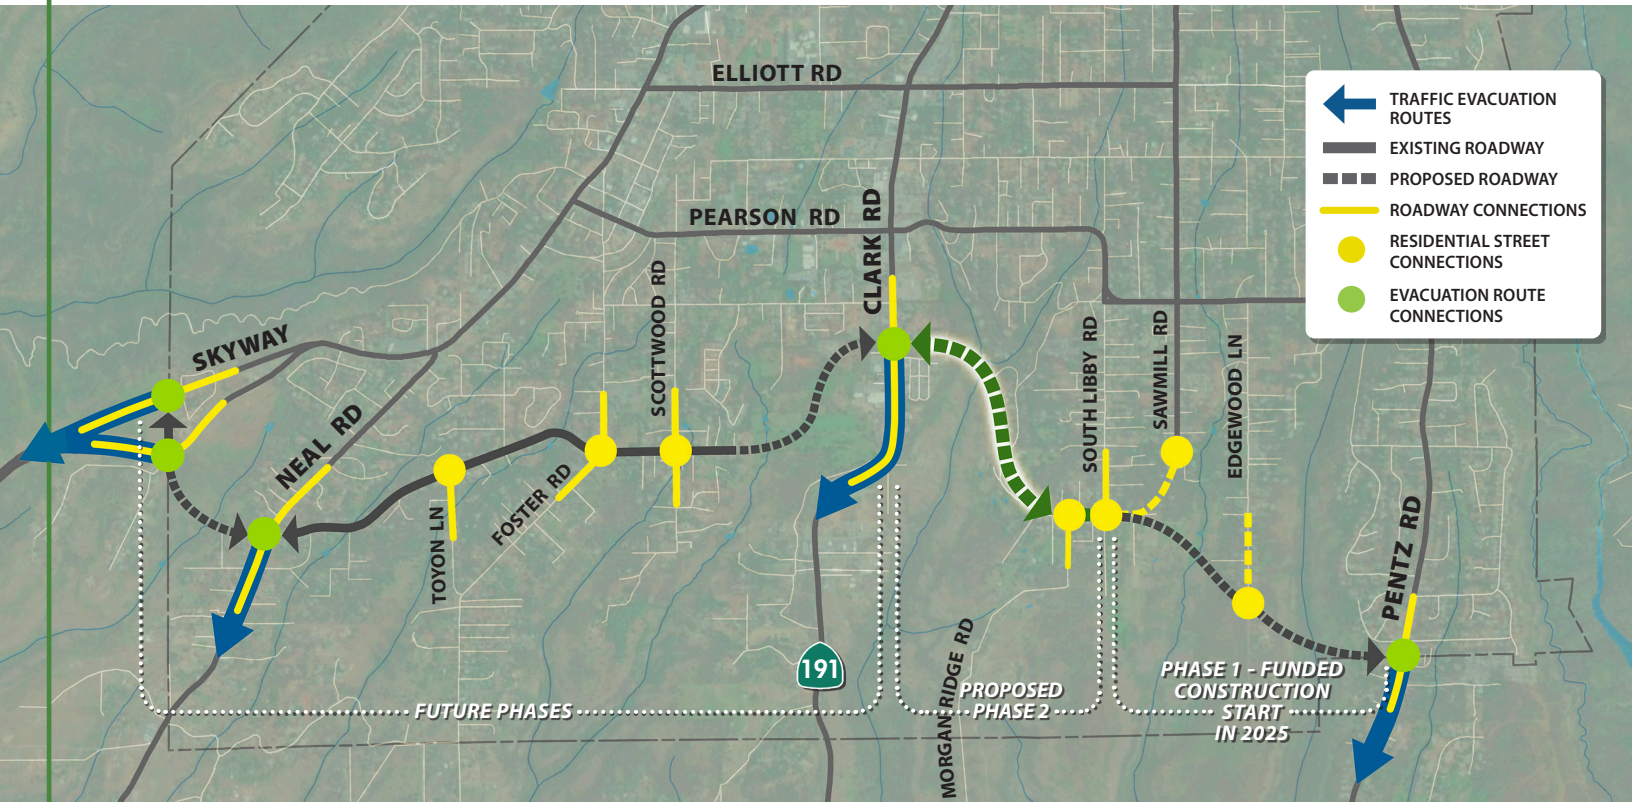 ELLIOTT RD
PEARSON RD
CLARK RD
SKYWAY
NEAL RD
TOYON LN
FOSTER RD
SCOTTWOOD RD
SOUTH LIBBY RD
SAWMILL RD
EDGEWOOD LN
PENTZ RD
MORGAN RIDGE RD
191
FUTURE PHASES
PROPOSED
PHASE 2
PHASE 1 - FUNDED
CONSTRUCTION
START
IN 2025
TRAFFIC EVACUATION
ROUTES
EXISTING ROADWAY
PROPOSED ROADWAY
ROADWAY CONNECTIONS
RESIDENTIAL STREET
CONNECTIONS
EVACUATION ROUTE
CONNECTIONS